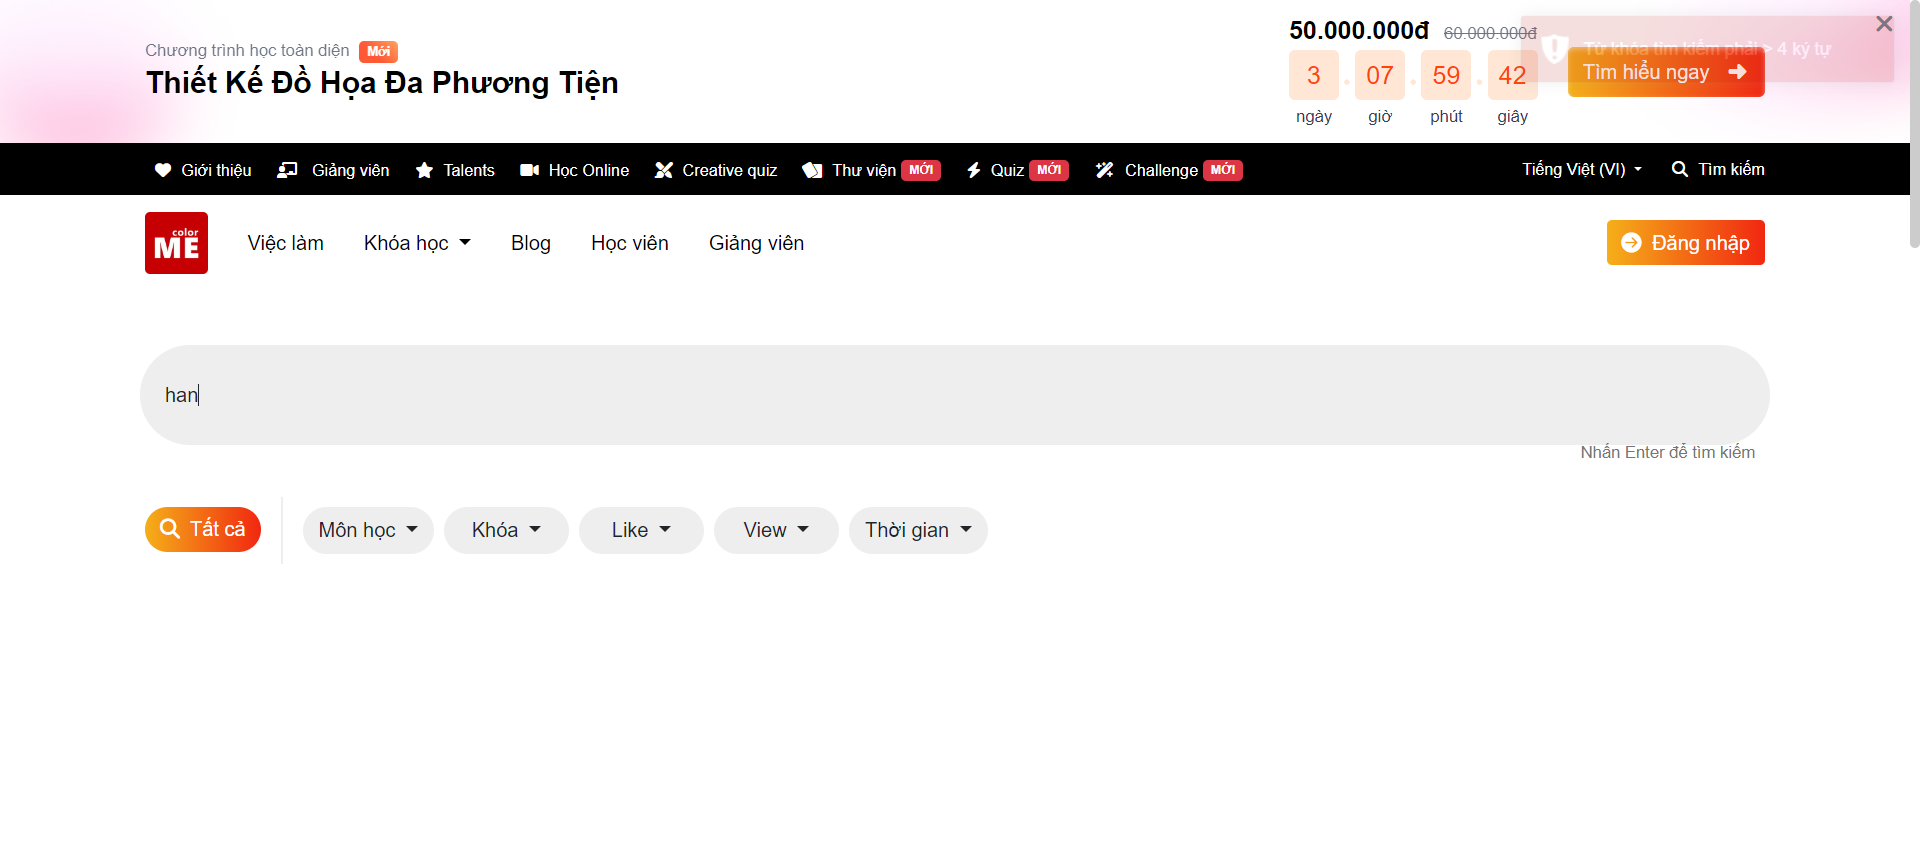 Chương trình học toàn diện Mới
Thiết Kế Đồ Họa Đa Phương Tiện
50.000.000đ 60.000.000đ
3 07 59 42
ngày giờ phút giây
Từ khóa tìm kiếm phải > 4 ký tự
Tìm hiểu ngay
Giới thiệu Giảng viên Talents Học Online Creative quiz Thư viện MỚI Quiz MỚI Challenge MỚI Tiếng Việt (VI) Tìm kiếm
color
ME
Việc làm Khóa học Blog Học viên Giảng viên Đăng nhập
han
Nhấn Enter để tìm kiếm
Tất cả Môn học Khóa Like View Thời gian